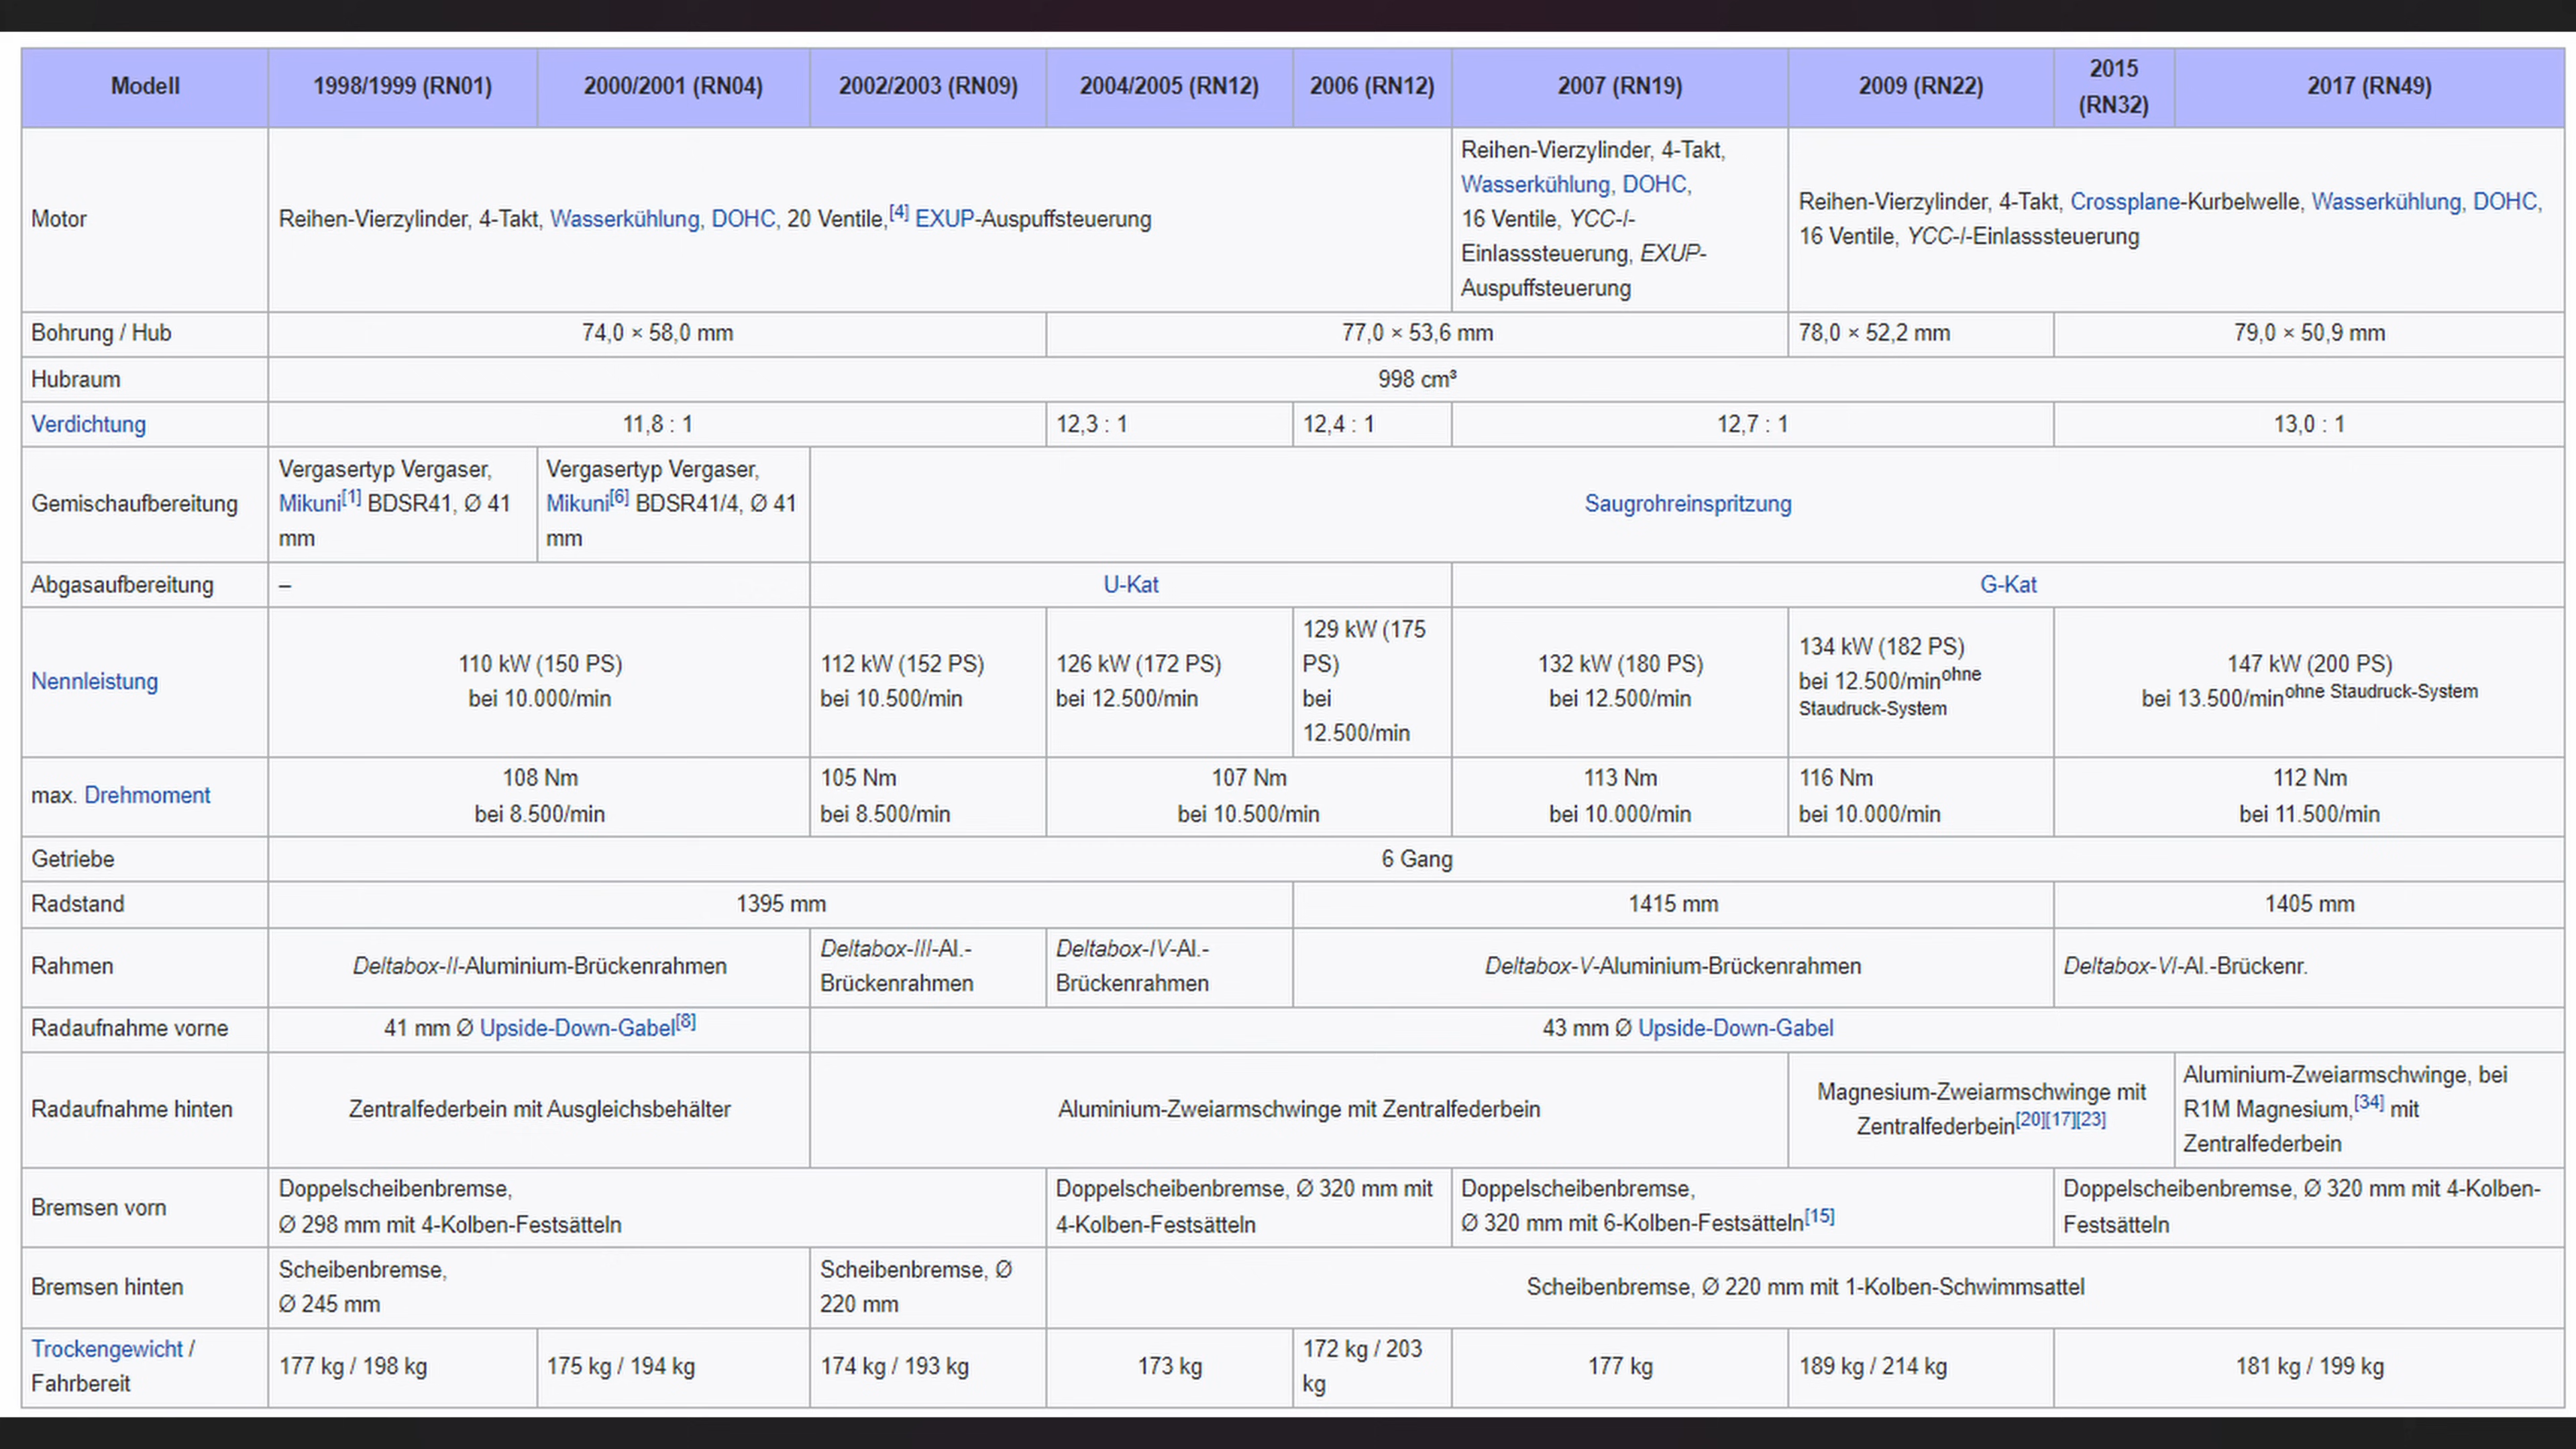 Modell
1998/1999 (RN01)
2000/2001 (RN04)
2002/2003 (RN09)
2004/2005 (RN12)
2006 (RN12)
2007 (RN19)
2009 (RN22)
2015
(RN32)
2017 (RN49)
Motor
Reihen-Vierzylinder, 4-Takt, Wasserkühlung, DOHC, 20 Ventile,[4] EXUP-Auspuffsteuerung
Reihen-Vierzylinder, 4-Takt,
Wasserkühlung, DOHC,
16 Ventile, YCC-I-
Einlasssteuerung, EXUP-
Auspuffsteuerung
Reihen-Vierzylinder, 4-Takt, Crossplane-Kurbelwelle, Wasserkühlung, DOHC,
16 Ventile, YCC-I-Einlasssteuerung
Bohrung / Hub
74,0 × 58,0 mm
77,0 × 53,6 mm
78,0 × 52,2 mm
79,0 × 50,9 mm
Hubraum
998 cm³
Verdichtung
11,8 : 1
12,3 : 1
12,4 : 1
12,7 : 1
13,0 : 1
Gemischaufbereitung
Vergasertyp Vergaser,
Mikuni[1] BDSR41, Ø 41
mm
Vergasertyp Vergaser,
Mikuni[6] BDSR41/4, Ø 41
mm
Saugrohreinspritzung
Abgasaufbereitung
–
U-Kat
G-Kat
Nennleistung
110 kW (150 PS)
bei 10.000/min
112 kW (152 PS)
bei 10.500/min
126 kW (172 PS)
bei 12.500/min
129 kW (175
PS)
bei
12.500/min
132 kW (180 PS)
bei 12.500/min
134 kW (182 PS)
bei 12.500/min ohne
Staudruck-System
147 kW (200 PS)
bei 13.500/min ohne Staudruck-System
max. Drehmoment
108 Nm
bei 8.500/min
105 Nm
bei 8.500/min
107 Nm
bei 10.500/min
113 Nm
bei 10.000/min
116 Nm
bei 10.000/min
112 Nm
bei 11.500/min
Getriebe
6 Gang
Radstand
1395 mm
1415 mm
1405 mm
Rahmen
Deltabox-II-Aluminium-Brückenrahmen
Deltabox-III-Al.-
Brückenrahmen
Deltabox-IV-Al.-
Brückenrahmen
Deltabox-V-Aluminium-Brückenrahmen
Deltabox-VI-Al.-Brückenr.
Radaufnahme vorne
41 mm Ø Upside-Down-Gabel[8]
43 mm Ø Upside-Down-Gabel
Radaufnahme hinten
Zentralfederbein mit Ausgleichsbehälter
Aluminium-Zweiarmschwinge mit Zentralfederbein
Magnesium-Zweiarmschwinge mit
Zentralfederbein[20][17][23]
Aluminium-Zweiarmschwinge, bei
R1M Magnesium,[34] mit
Zentralfederbein
Bremsen vorn
Doppelscheibenbremse,
Ø 298 mm mit 4-Kolben-Festsätteln
Doppelscheibenbremse, Ø 320 mm mit
4-Kolben-Festsätteln
Doppelscheibenbremse,
Ø 320 mm mit 6-Kolben-Festsätteln[15]
Doppelscheibenbremse, Ø 320 mm mit 4-Kolben-
Festsätteln
Bremsen hinten
Scheibenbremse,
Ø 245 mm
Scheibenbremse, Ø
220 mm
Scheibenbremse, Ø 220 mm mit 1-Kolben-Schwimmsattel
Trockengewicht /
Fahrbereit
177 kg / 198 kg
175 kg / 194 kg
174 kg / 193 kg
173 kg
172 kg / 203
kg
177 kg
189 kg / 214 kg
181 kg / 199 kg